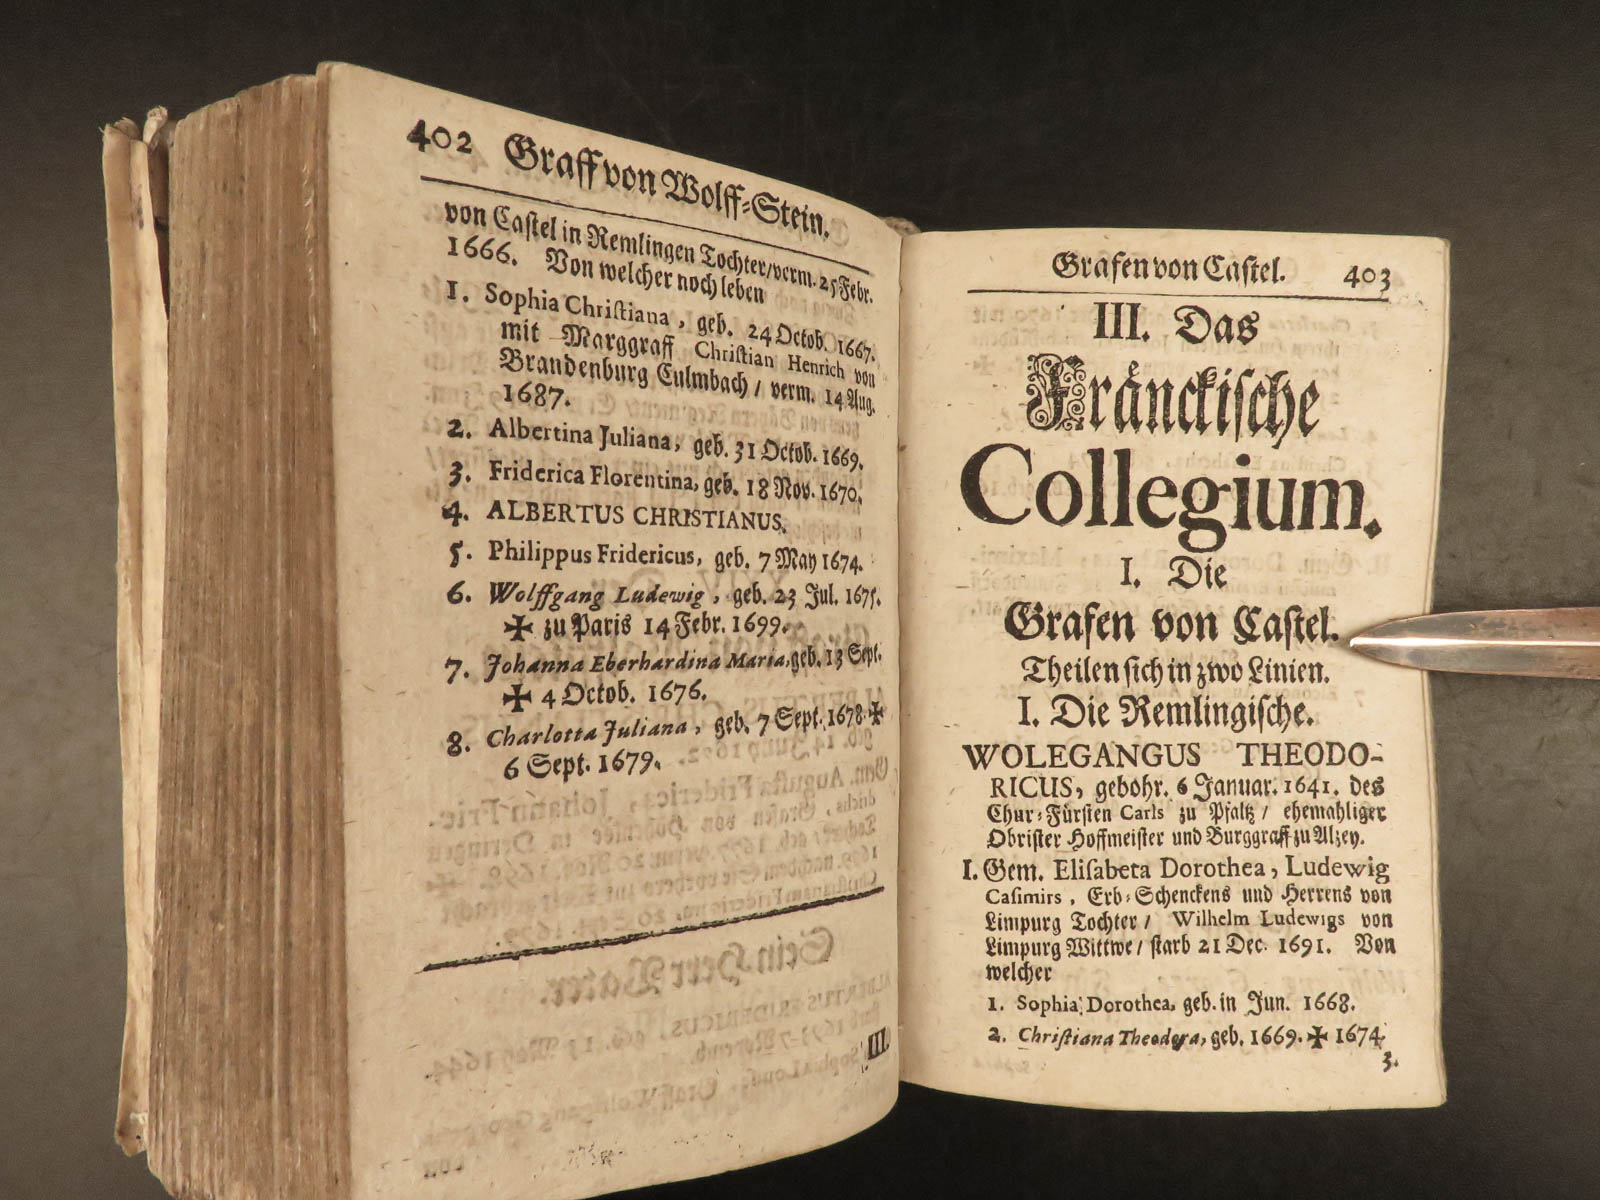 402 Graff von Wolff-Stein.
von Castel in Remlingen Tochter/verm. 25 Febr.
1666. Von welcher noch leben
1. Sophia Christiana, geb. 24 Octob. 1667.
mit Marggraff Christian Henrich von
Brandenburg Culmbach / verm. 14 Aug.
1687.
2. Albertina Juliana, geb. 31 Octob. 1669.
3. Friderica Florentina, geb. 18 Nov. 1670.
4. ALBERTUS CHRISTIANUS.
5. Philippus Fridericus, geb. 7 May 1674.
6. Wolffgang Ludewig, geb. 23 Jul. 1675.
✠ zu Paris 14 Febr. 1699.
7. Johanna Eberhardina Maria, geb. 13 Sept.
✠ 4 Octob. 1676.
8. Charlotta Juliana, geb. 7 Sept. 1678 ✠
6 Sept. 1679.
III.
Grafen von Castel. 403
III. Das
Fränckische
Collegium.
I. Die
Grafen von Castel.
Theilen sich in zwo Linien.
I. Die Remlingische.
WOLEGANGUS THEODO-
RICUS, gebohr. 6 Januar. 1641. des
Chur-Fürsten Carls zu Pfaltz / ehemahliger
Obrister Hoffmeister und Burggraff zu Alzey.
I. Gem. Elisabeta Dorothea, Ludewig
Casimirs, Erb-Schenckens und Herrens von
Limpurg Tochter / Wilhelm Ludewigs von
Limpurg Wittwe / starb 21 Dec. 1691. Von
welcher
1. Sophia Dorothea, geb. in Jun. 1668.
2. Christiana Theodora, geb. 1669. ✠ 1674.
3.